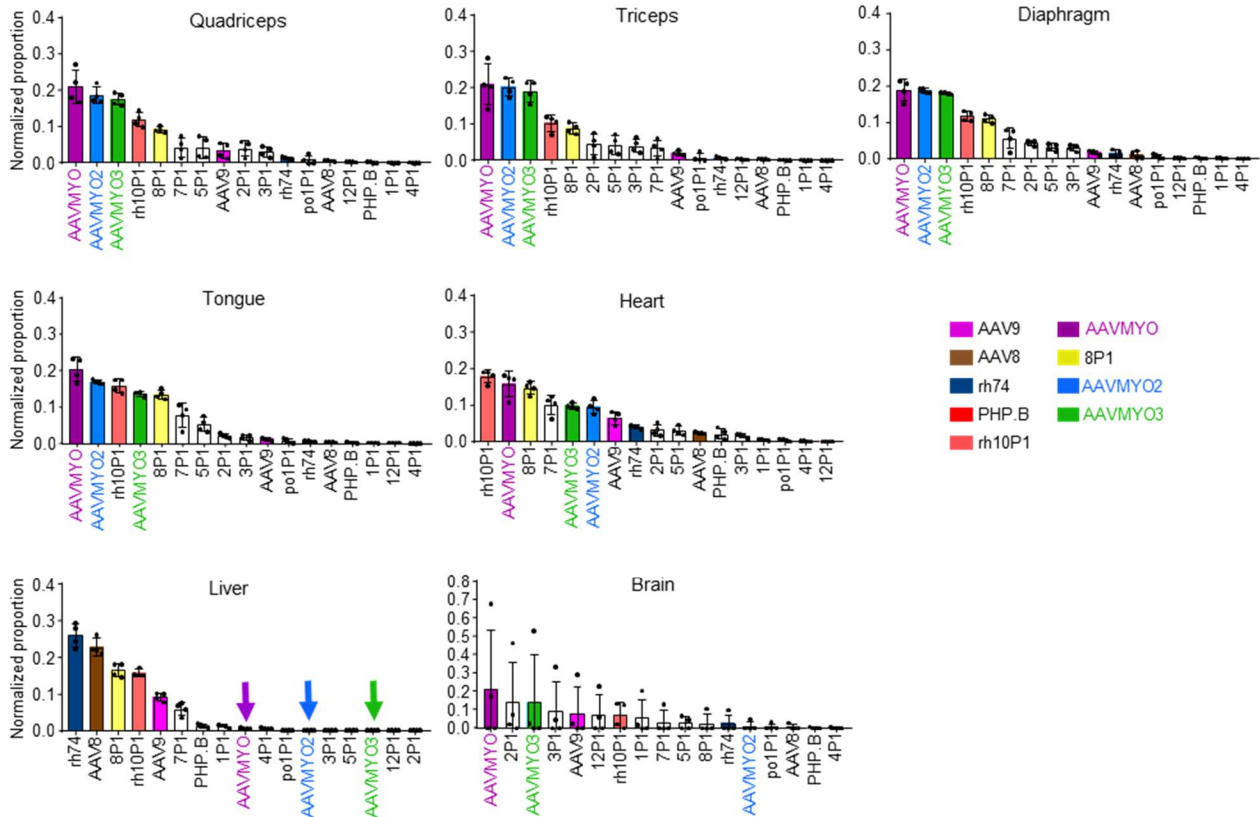 Quadriceps
Normalized proportion
0.4
0.3
0.2
0.1
0.0
AAVMYO
AAVMYO2
AAVMYO3
rh10P1
8P1
7P1
5P1
AAV9
2P1
3P1
rh74
po1P1
AAV8
12P1
PHP.B
1P1
4P1
Triceps
0.4
0.3
0.2
0.1
0.0
AAVMYO
AAVMYO2
AAVMYO3
rh10P1
8P1
2P1
5P1
3P1
7P1
AAV9
po1P1
rh74
12P1
AAV8
PHP.B
1P1
4P1
Diaphragm
0.4
0.3
0.2
0.1
0.0
AAVMYO
AAVMYO2
AAVMYO3
rh10P1
8P1
7P1
2P1
5P1
3P1
AAV9
rh74
AAV8
po1P1
12P1
PHP.B
1P1
4P1
Tongue
Normalized proportion
0.4
0.3
0.2
0.1
0.0
AAVMYO
AAVMYO2
rh10P1
AAVMYO3
8P1
7P1
5P1
2P1
3P1
AAV9
po1P1
rh74
AAV8
PHP.B
1P1
12P1
4P1
Heart
0.4
0.3
0.2
0.1
0.0
rh10P1
AAVMYO
8P1
7P1
AAVMYO3
AAVMYO2
AAV9
rh74
2P1
5P1
AAV8
PHP.B
3P1
1P1
po1P1
4P1
12P1
AAV9
AAV8
rh74
PHP.B
rh10P1
AAVMYO
8P1
AAVMYO2
AAVMYO3
Liver
Normalized proportion
0.4
0.3
0.2
0.1
0.0
rh74
AAV8
8P1
rh10P1
AAV9
7P1
PHP.B
1P1
AAVMYO
4P1
po1P1
AAVMYO2
3P1
5P1
AAVMYO3
12P1
2P1
Brain
0.8
0.7
0.6
0.5
0.4
0.3
0.2
0.1
0.0
AAVMYO
2P1
AAVMYO3
3P1
AAV9
12P1
rh10P1
1P1
7P1
5P1
8P1
rh74
AAVMYO2
po1P1
AAV8
PHP.B
4P1